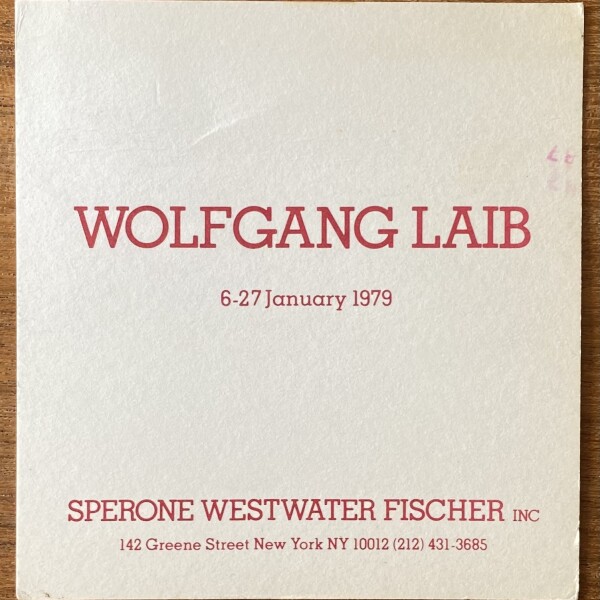 WOLFGANG LAIB
6-27 January 1979
SPERONE WESTWATER FISCHER INC
142 Greene Street New York NY 10012 (212) 431-3685